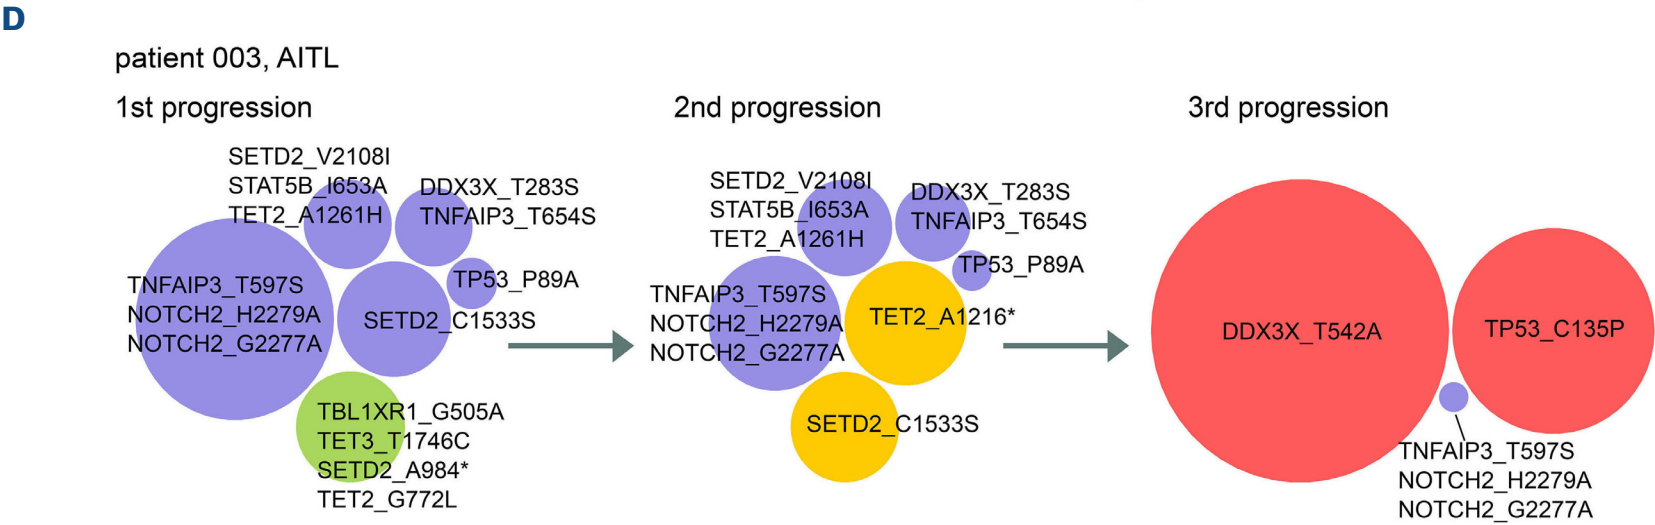 D
patient 003, AITL
1st progression
SETD2_V2108I
STAT5B_I653A
TET2_A1261H
DDX3X_T283S
TNFAIP3_T654S
TP53_P89A
TNFAIP3_T597S
NOTCH2_H2279A
NOTCH2_G2277A
SETD2_C1533S
TBL1XR1_G505A
TET3_T1746C
SETD2_A984*
TET2_G772L
2nd progression
SETD2_V2108I
STAT5B_I653A
TET2_A1261H
DDX3X_T283S
TNFAIP3_T654S
TP53_P89A
TNFAIP3_T597S
NOTCH2_H2279A
NOTCH2_G2277A
TET2_A1216*
SETD2_C1533S
3rd progression
DDX3X_T542A
TP53_C135P
TNFAIP3_T597S
NOTCH2_H2279A
NOTCH2_G2277A